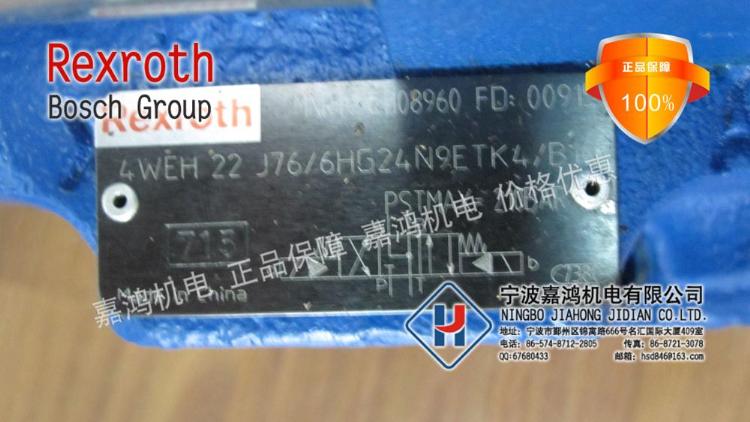 Rexroth
Bosch Group
正品保障
100%
Rexroth
08960 FD: 0091
4WEH 22 J76/6HG24N9ETK4/B
PSTMAX
715
Made in China
b
P T
嘉鸿机电 正品保障 嘉鸿机电 价格优惠
宁波嘉鸿机电有限公司
NINGBO JIAHONG JIDIAN CO.LTD.
地址：宁波市鄞州区锦寓路666号名汇国际大厦409室
电话：86-574-8712-2805 传真：86-8721-3078
QQ:67680433 邮箱：hsd846@163.com